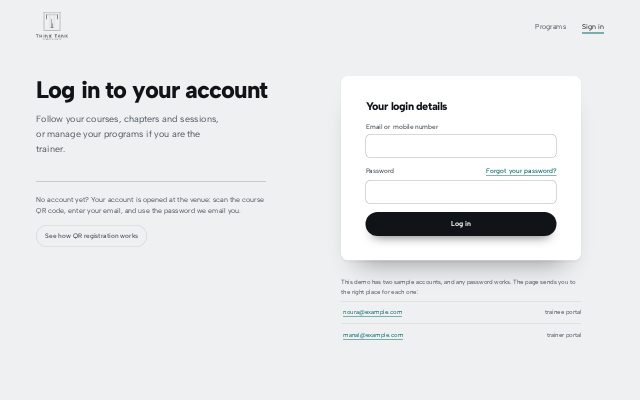 THINK TANK
Programs
Sign in
Log in to your account
Follow your courses, chapters and sessions,
or manage your programs if you are the
trainer.
No account yet? Your account is opened at the venue: scan the course
QR code, enter your email, and use the password we email you.
See how QR registration works
Your login details
Email or mobile number
Password
Forgot your password?
Log in
This demo has two sample accounts, and any password works. The page sends you to
the right place for each one:
noura@example.com
trainee portal
manal@example.com
trainer portal